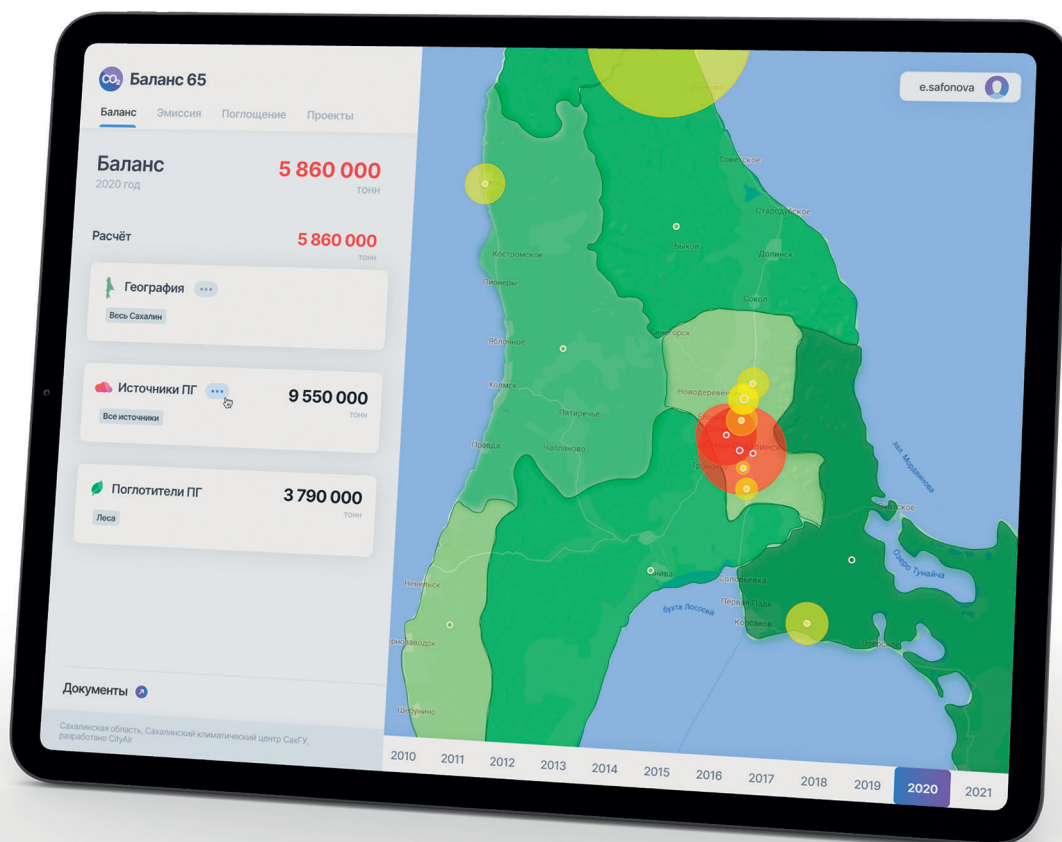 CO₂ Баланс 65
Баланс Эмиссия Поглощение Проекты
Баланс 5 860 000
2020 год тонн
Расчёт 5 860 000
тонн
География
Весь Сахалин
Источники ПГ 9 550 000
тонн
Все источники
Поглотители ПГ 3 790 000
тонн
Леса
Документы
Сахалинская область, Сахалинский климатический центр СахГУ,
разработано CityAir
e.safonova
Советское
Стародубское
Быков
Долинск
Костромское
Пионеры
Сокол
Яблочное
Холмск
Пятиречье
Правда
Чапланово
зал. Мордвинова
Охотское
Озеро Тунайча
Невельск
Соловьевка
бухта Лососей
Первая Падь
Корсаков
Шебунино
2010 2011 2012 2013 2014 2015 2016 2017 2018 2019 2020 2021